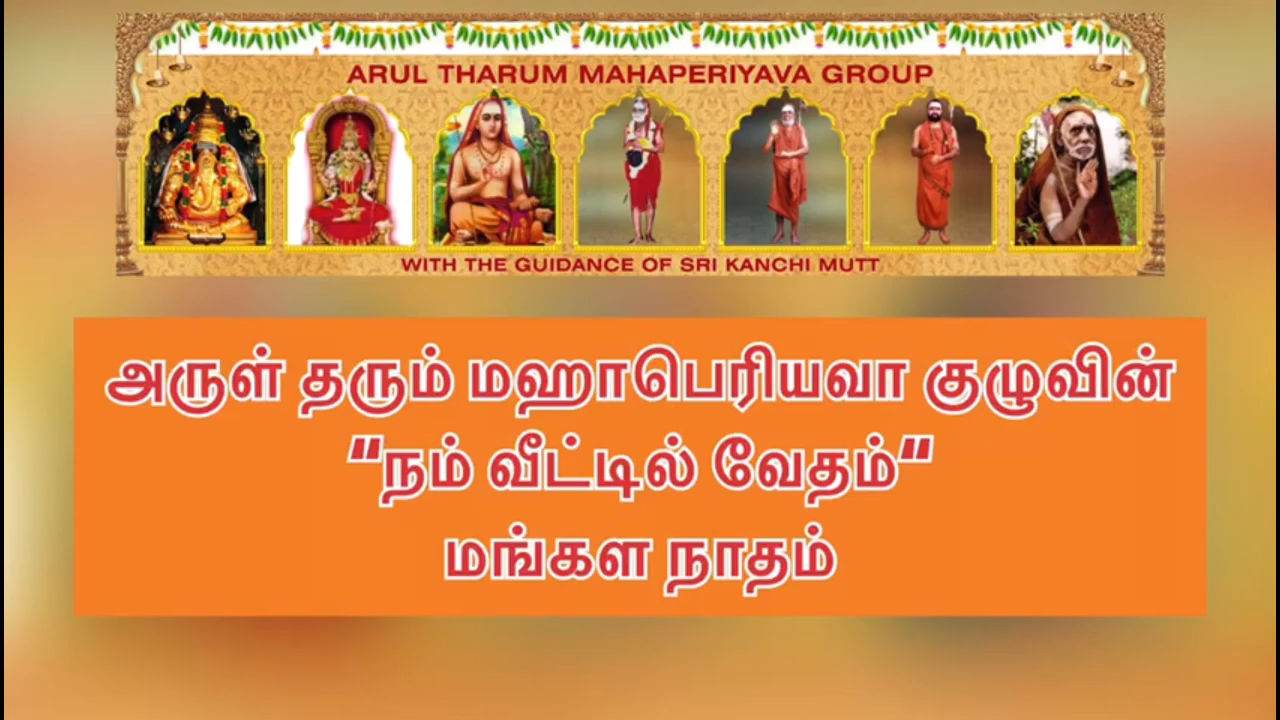 ARUL THARUM MAHAPERIYAVA GROUP
WITH THE GUIDANCE OF SRI KANCHI MUTT
அருள் தரும் மஹாபெரியவா குழுவின்
“நம் வீட்டில் வேதம்“
மங்கள நாதம்